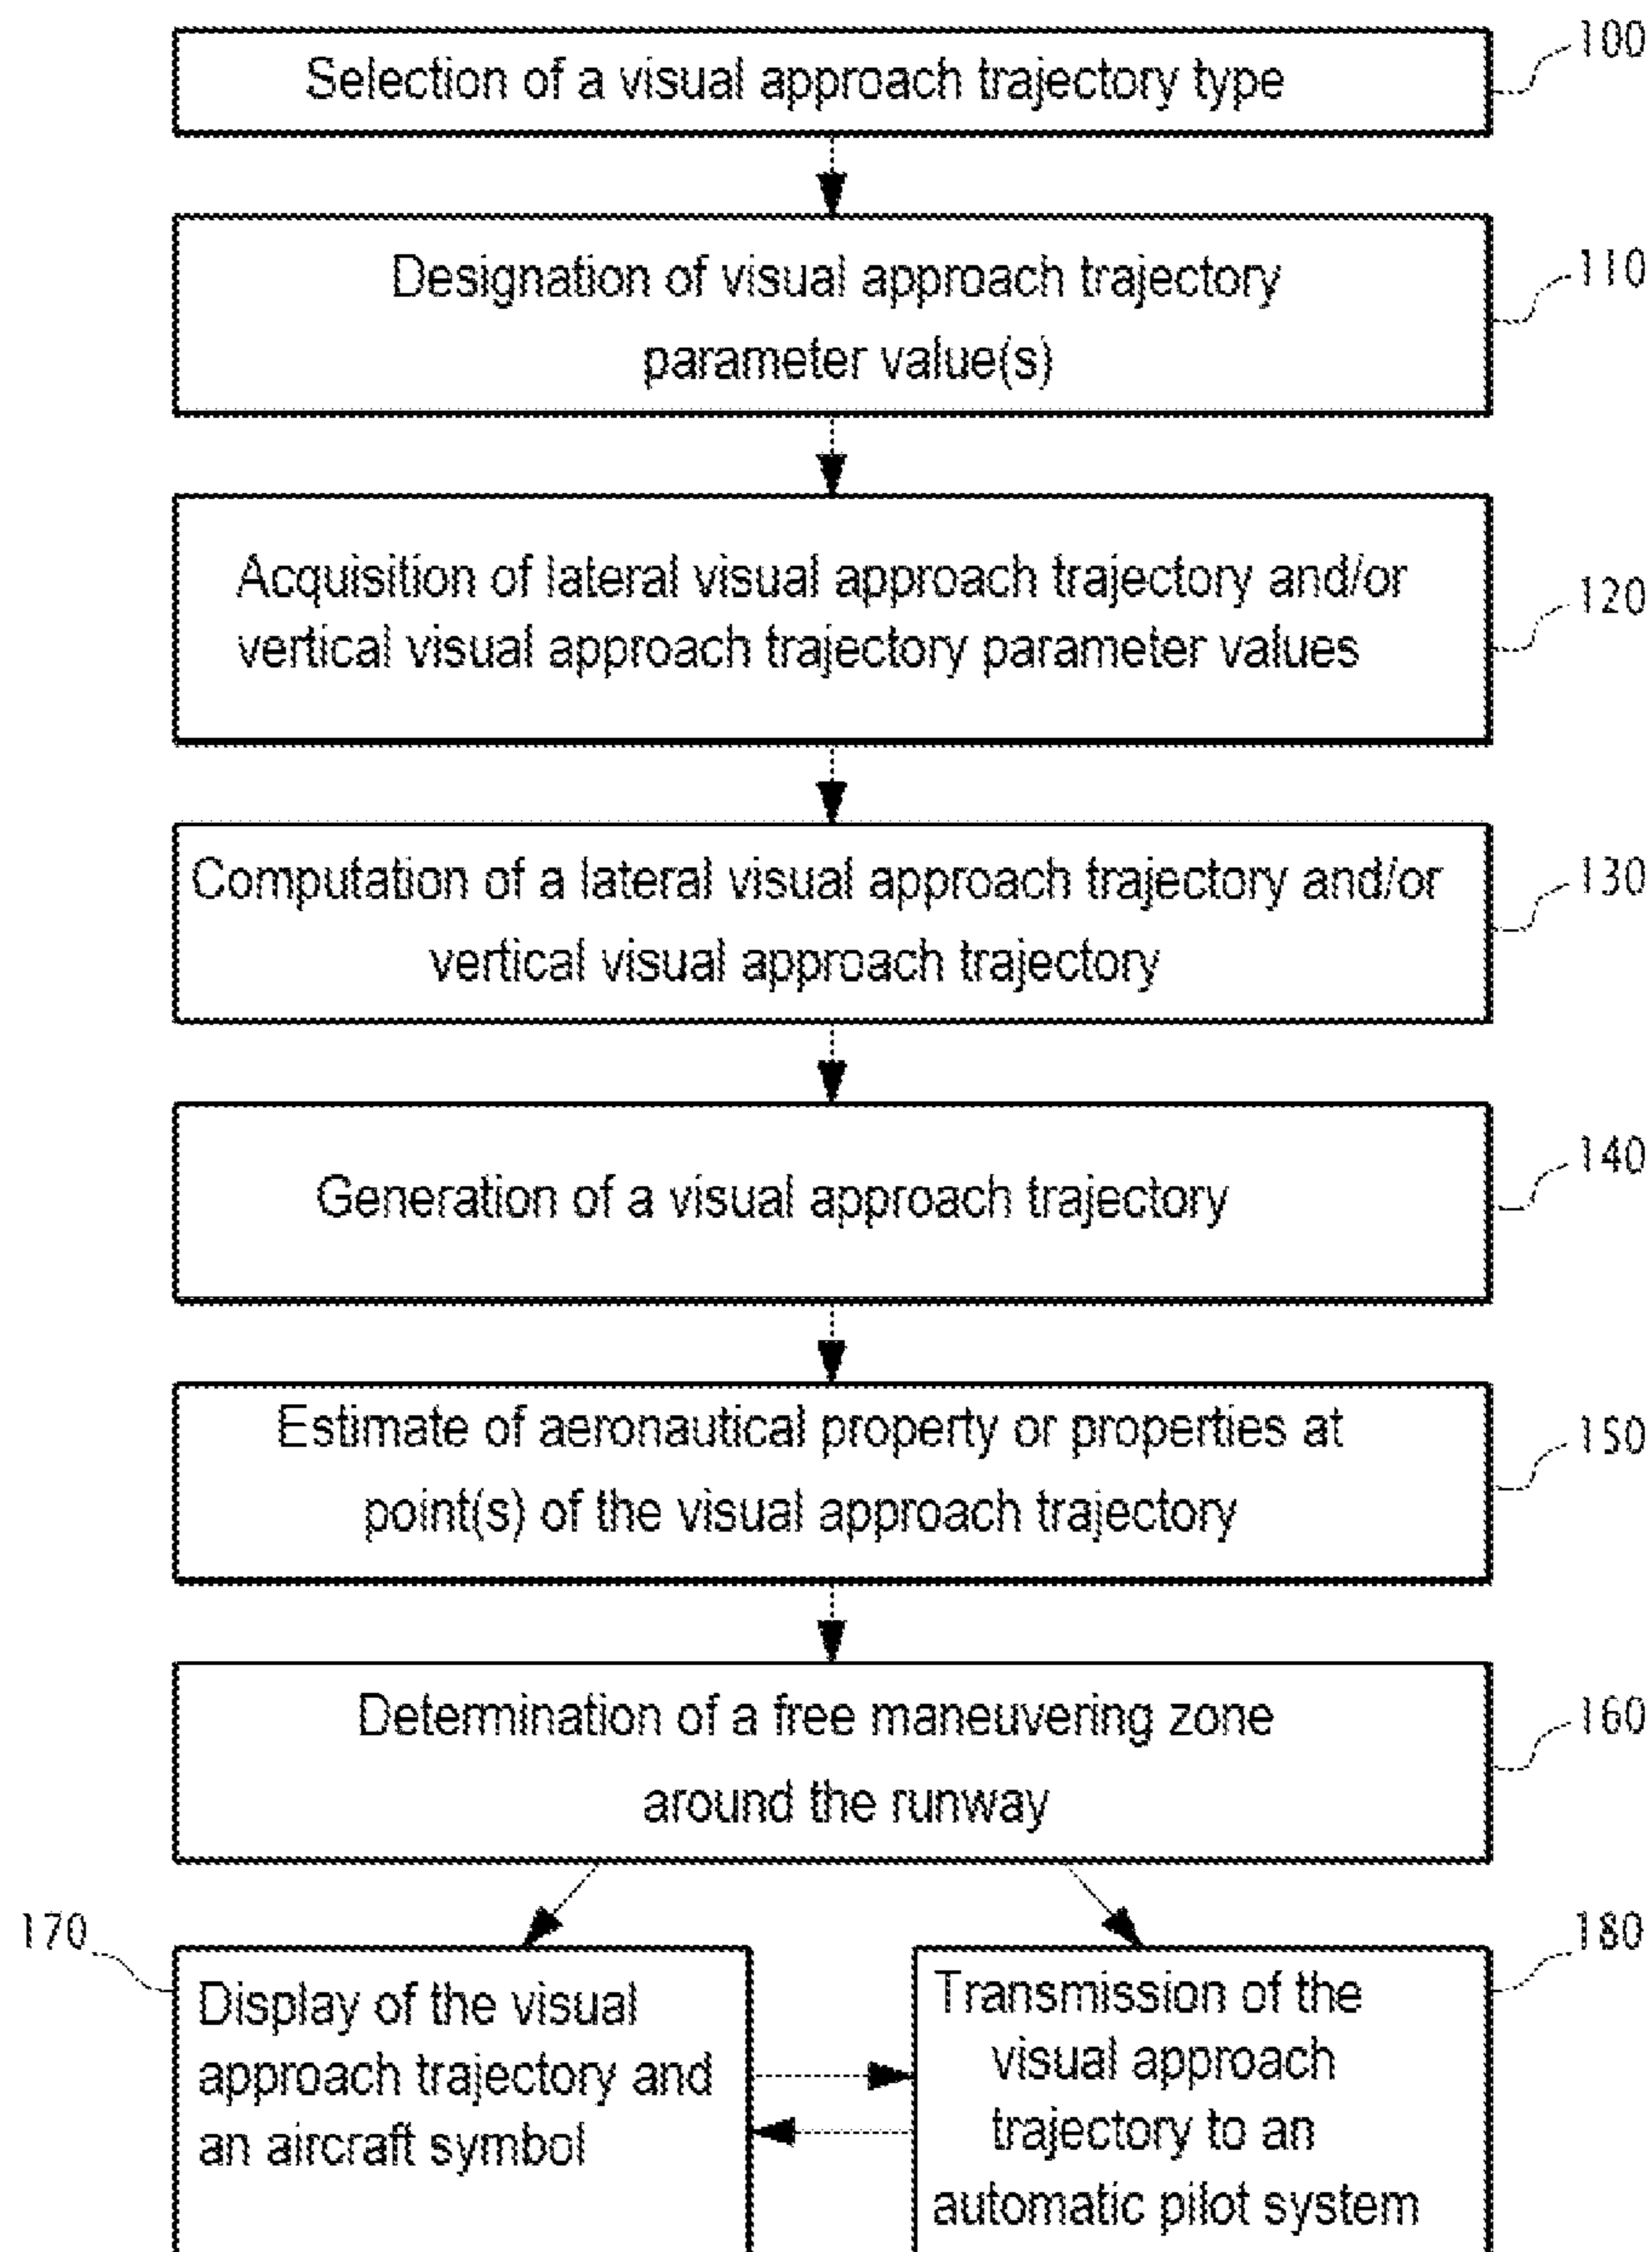 100
Selection of a visual approach trajectory type
110
Designation of visual approach trajectory
parameter value(s)
120
Acquisition of lateral visual approach trajectory and/or
vertical visual approach trajectory parameter values
130
Computation of a lateral visual approach trajectory and/or
vertical visual approach trajectory
140
Generation of a visual approach trajectory
150
Estimate of aeronautical property or properties at
point(s) of the visual approach trajectory
160
Determination of a free maneuvering zone
around the runway
170
Display of the visual
approach trajectory and
an aircraft symbol
180
Transmission of the
visual approach
trajectory to an
automatic pilot system